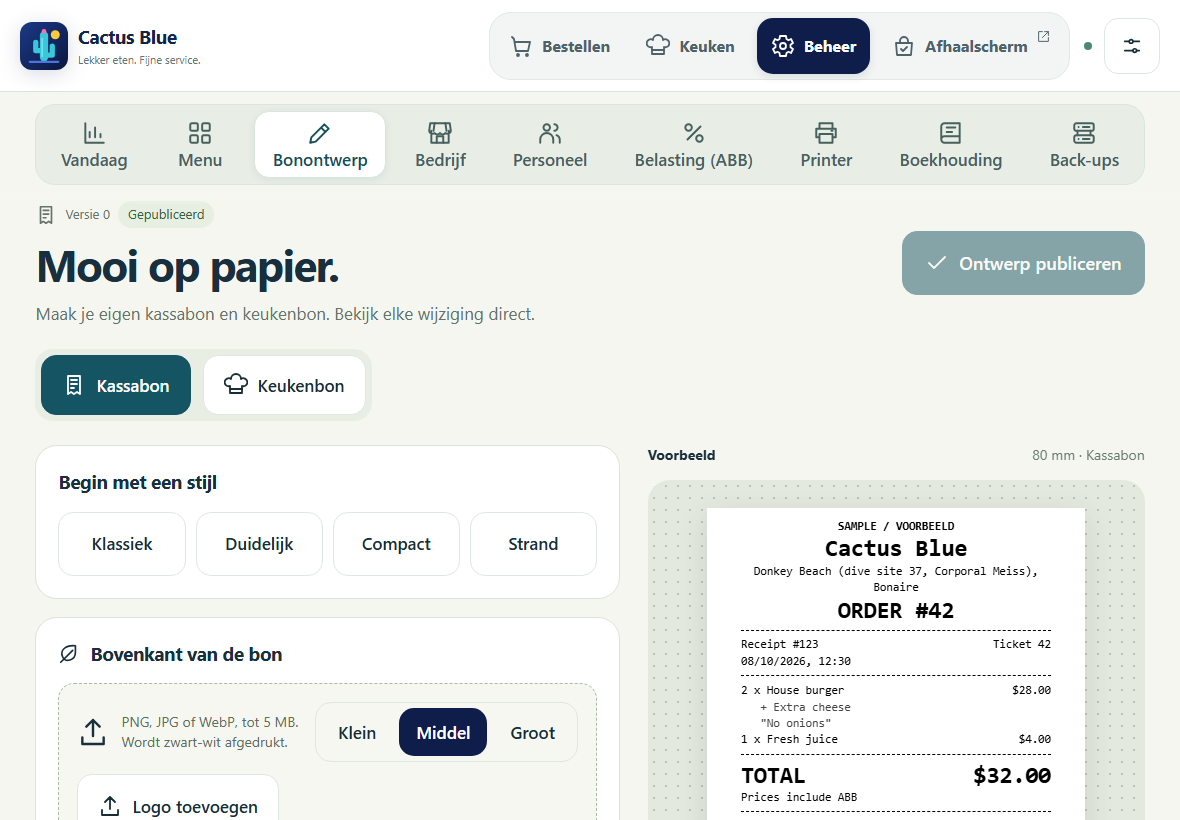 Cactus Blue
Lekker eten. Fijne service.
Bestellen
Keuken
Beheer
Afhaalscherm
Vandaag
Menu
Bonontwerp
Bedrijf
Personeel
Belasting (ABB)
Printer
Boekhouding
Back-ups
Versie 0
Gepubliceerd
Mooi op papier.
Ontwerp publiceren
Maak je eigen kassabon en keukenbon. Bekijk elke wijziging direct.
Kassabon
Keukenbon
Begin met een stijl
Klassiek
Duidelijk
Compact
Strand
Bovenkant van de bon
PNG, JPG of WebP, tot 5 MB.
Wordt zwart-wit afgedrukt.
Klein
Middel
Groot
Logo toevoegen
Voorbeeld
80 mm · Kassabon
SAMPLE / VOORBEELD
Cactus Blue
Donkey Beach (dive site 37, Corporal Meiss),
Bonaire
ORDER #42
Receipt #123 Ticket 42
08/10/2026, 12:30
2 x House burger $28.00
+ Extra cheese
"No onions"
1 x Fresh juice $4.00
TOTAL $32.00
Prices include ABB